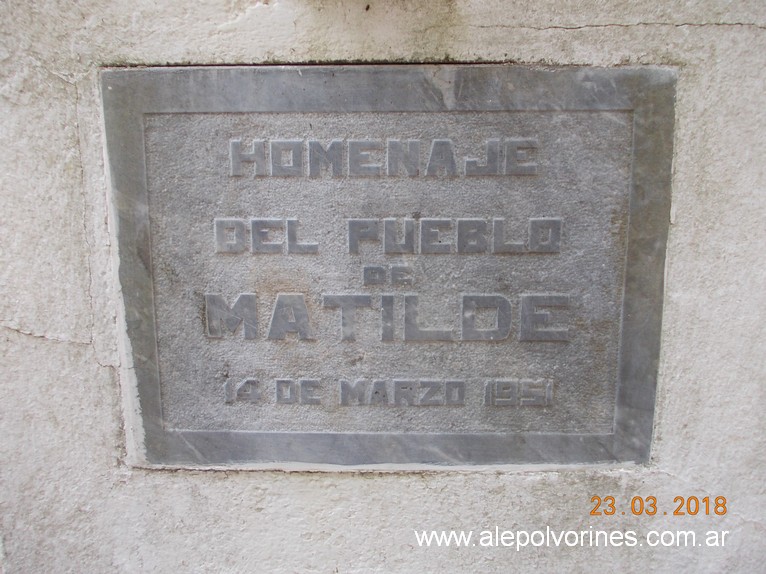 HOMENAJE
DEL PUEBLO
DE
MATILDE
14 DE MARZO 1951
23.03.2018
www.alepolvorines.com.ar